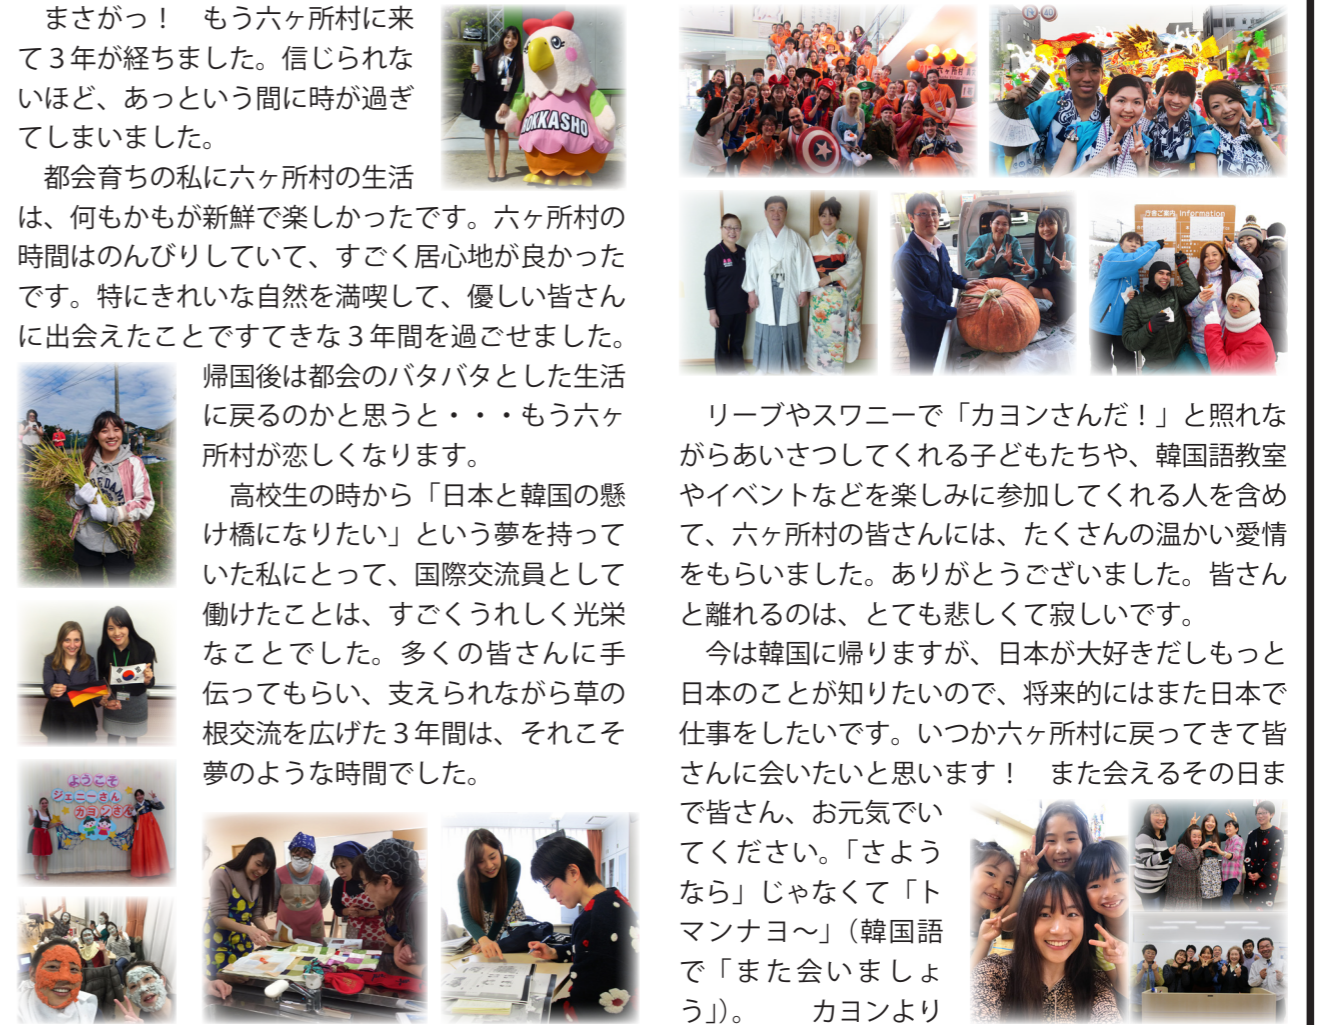 まさがっ！　もう六ヶ所村に来
て３年が経ちました。信じられな
いほど、あっという間に時が過ぎ
てしまいました。
都会育ちの私に六ヶ所村の生活
は、何もかもが新鮮で楽しかったです。六ヶ所村の
時間はのんびりしていて、すごく居心地が良かった
です。特にきれいな自然を満喫して、優しい皆さん
に出会えたことですてきな３年間を過ごせました。
帰国後は都会のバタバタとした生活
に戻るのかと思うと・・・もう六ヶ
所村が恋しくなります。
高校生の時から「日本と韓国の懸
け橋になりたい」という夢を持って
いた私にとって、国際交流員として
働けたことは、すごくうれしく光栄
なことでした。多くの皆さんに手
伝ってもらい、支えられながら草の
根交流を広げた３年間は、それこそ
夢のような時間でした。
ROKKASHO
ようこそ
ジェニーさん
カヨンさん
庁舎ご案内 Information
リーブやスワニーで「カヨンさんだ！」と照れな
がらあいさつしてくれる子どもたちや、韓国語教室
やイベントなどを楽しみに参加してくれる人を含め
て、六ヶ所村の皆さんには、たくさんの温かい愛情
をもらいました。ありがとうございました。皆さん
と離れるのは、とても悲しくて寂しいです。
今は韓国に帰りますが、日本が大好きだしもっと
日本のことが知りたいので、将来的にはまた日本で
仕事をしたいです。いつか六ヶ所村に戻ってきて皆
さんに会いたいと思います！　また会えるその日ま
で皆さん、お元気でい
てください。「さよう
なら」じゃなくて「ト
マンナヨ～」（韓国語
で「また会いましょ
う」）。　　カヨンより